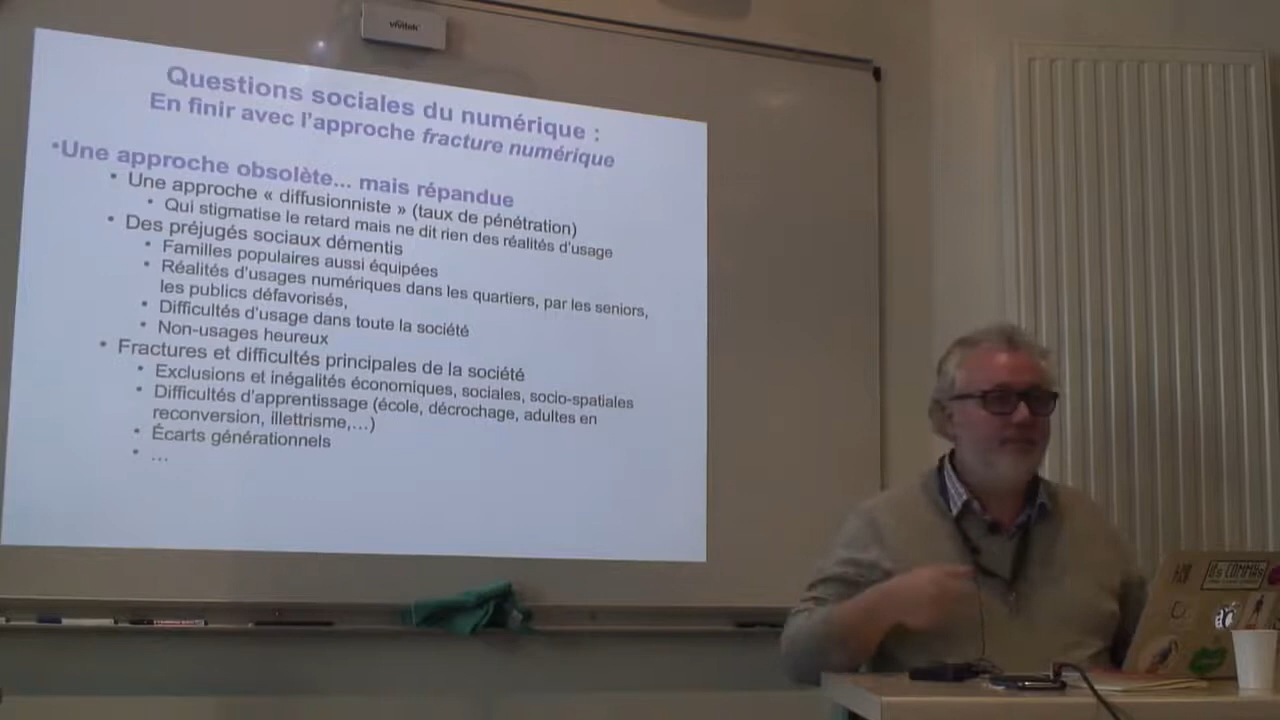 vivitek
Questions sociales du numérique :
En finir avec l'approche fracture numérique
•Une approche obsolète... mais répandue
• Une approche « diffusionniste » (taux de pénétration)
• Qui stigmatise le retard mais ne dit rien des réalités d'usage
• Des préjugés sociaux démentis
• Familles populaires aussi équipées
• Réalités d'usages numériques dans les quartiers, par les seniors,
les publics défavorisés,
• Difficultés d'usage dans toute la société
• Non-usages heureux
• Fractures et difficultés principales de la société
• Exclusions et inégalités économiques, sociales, socio-spatiales
• Difficultés d'apprentissage (école, décrochage, adultes en
reconversion, illettrisme,...)
• Écarts générationnels
• ...